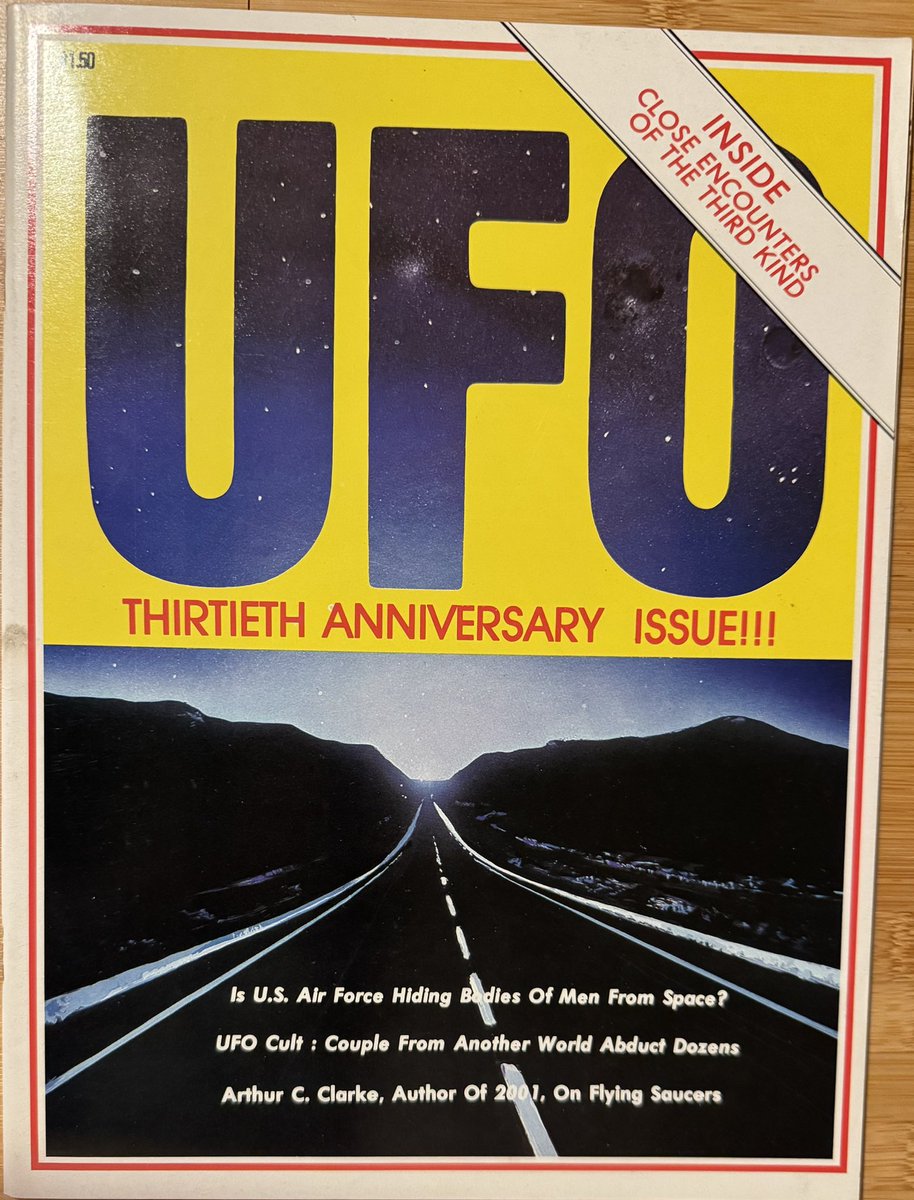 $1.50
INSIDE
CLOSE ENCOUNTERS
OF THE THIRD KIND
UFO
THIRTIETH ANNIVERSARY ISSUE!!!
Is U.S. Air Force Hiding Bodies Of Men From Space?
UFO Cult : Couple From Another World Abduct Dozens
Arthur C. Clarke, Author Of 2001, On Flying Saucers